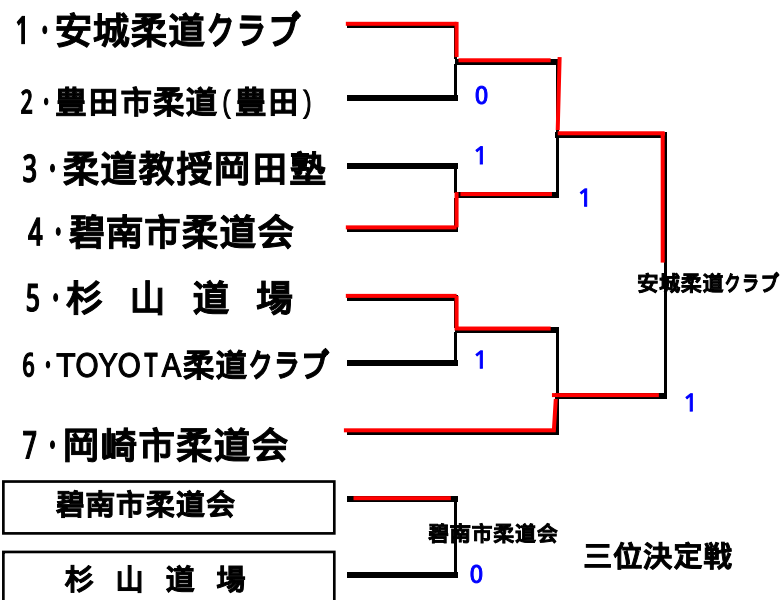 1・安城柔道クラブ
2・豊田市柔道(豊田)
0
1
3・柔道教授岡田塾
1
4・碧南市柔道会
安城柔道クラブ
5・杉 山 道 場
6・TOYOTA柔道クラブ
1
1
7・岡崎市柔道会
碧南市柔道会
碧南市柔道会
三位決定戦
杉 山 道 場
0